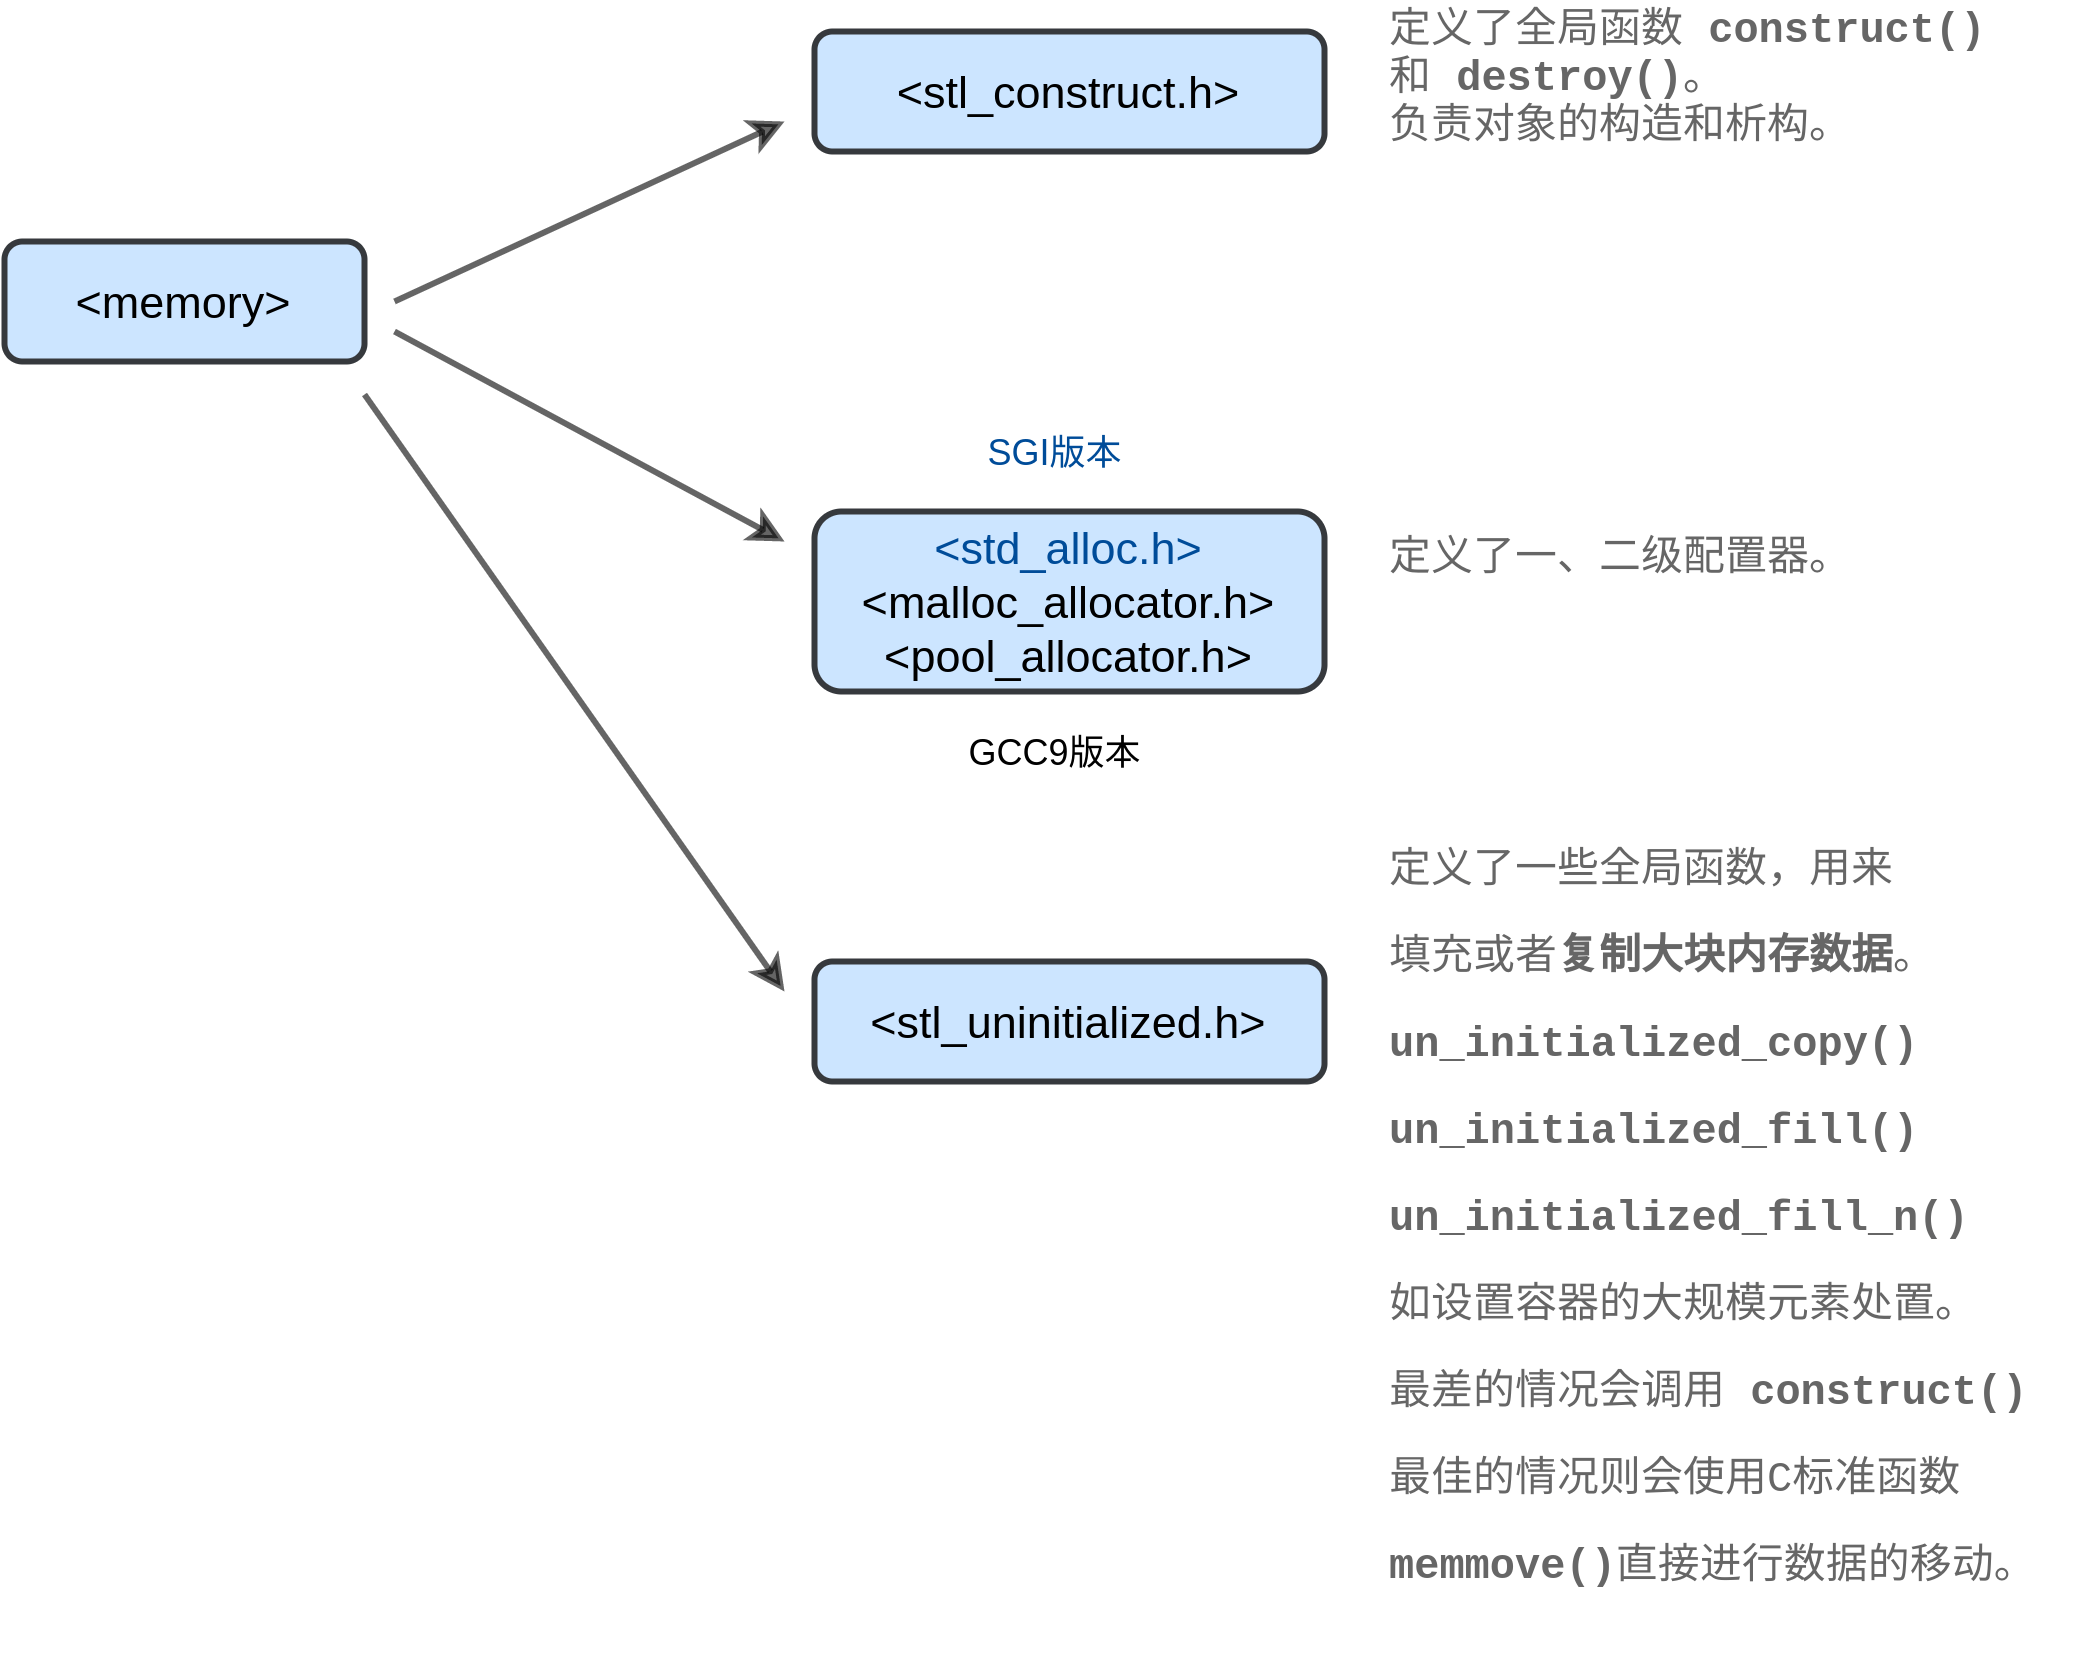 定义了全局函数 construct()
和 destroy()。
负责对象的构造和析构。
<stl_construct.h>
<memory>
SGI版本
<std_alloc.h>
<malloc_allocator.h>
<pool_allocator.h>
定义了一、二级配置器。
GCC9版本
定义了一些全局函数，用来
填充或者复制大块内存数据。
<stl_uninitialized.h>
un_initialized_copy()
un_initialized_fill()
un_initialized_fill_n()
如设置容器的大规模元素处置。
最差的情况会调用 construct()
最佳的情况则会使用C标准函数
memmove()直接进行数据的移动。